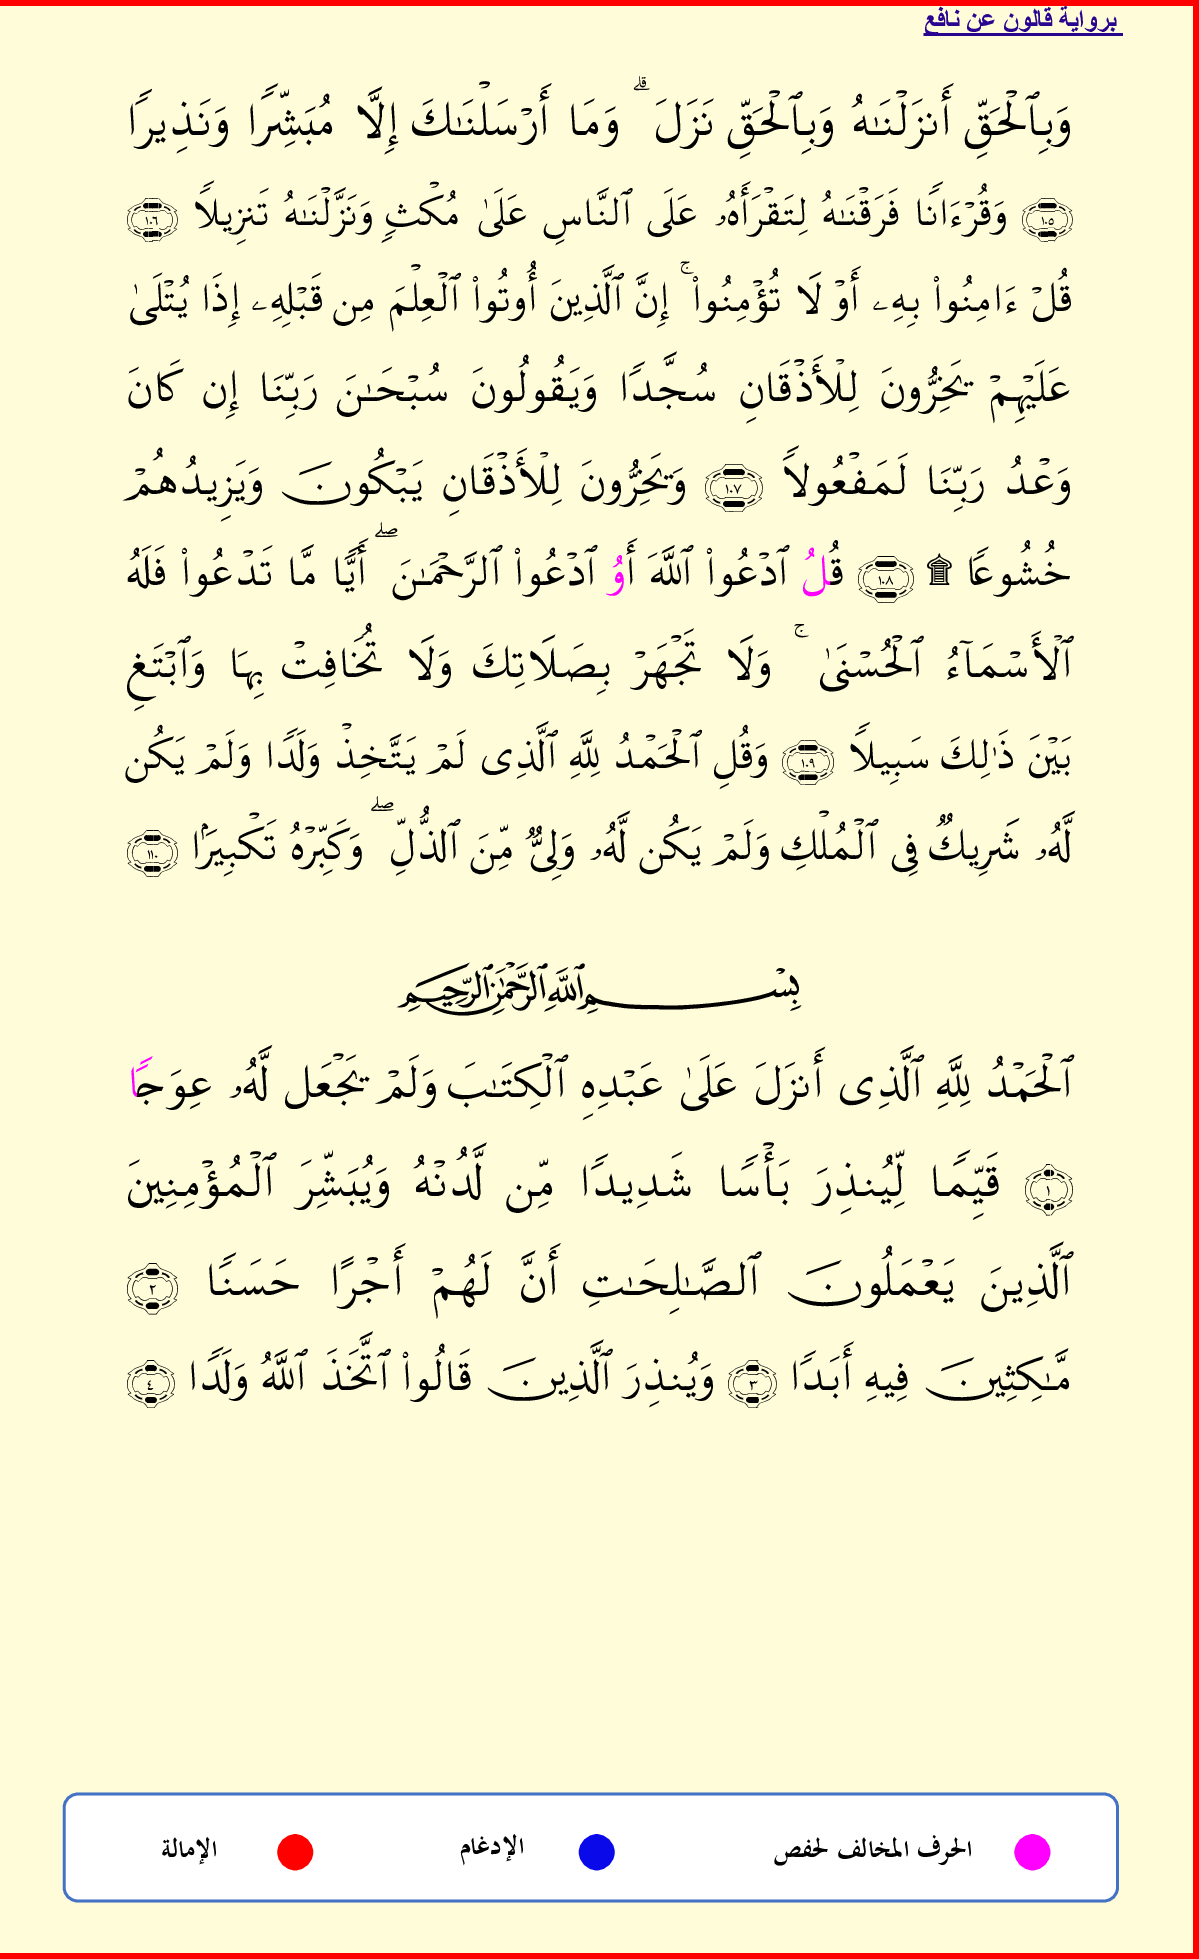 برواية قالون عن نافع
وَبِٱلْحَقِّ أَنزَلْنَـٰهُ وَبِٱلْحَقِّ نَزَلَ ۗ وَمَا أَرْسَلْنَـٰكَ إِلَّا مُبَشِّرًا وَنَذِيرًا
١٠٥ وَقُرْءَانًا فَرَقْنَـٰهُ لِتَقْرَأَهُۥ عَلَى ٱلنَّاسِ عَلَىٰ مُكْثٍ وَنَزَّلْنَـٰهُ تَنزِيلًا ١٠٦
قُلْ ءَامِنُوا۟ بِهِۦ أَوْ لَا تُؤْمِنُوا۟ ۚ إِنَّ ٱلَّذِينَ أُوتُوا۟ ٱلْعِلْمَ مِن قَبْلِهِۦ إِذَا يُتْلَىٰ
عَلَيْهِمْ يَخِرُّونَ لِلْأَذْقَانِ سُجَّدًا وَيَقُولُونَ سُبْحَـٰنَ رَبِّنَا إِن كَانَ
وَعْدُ رَبِّنَا لَمَفْعُولًا ١٠٧ وَيَخِرُّونَ لِلْأَذْقَانِ يَبْكُونَ وَيَزِيدُهُمْ
خُشُوعًا ۩ ١٠٨ قُلُ ٱدْعُوا۟ ٱللَّهَ أَوُ ٱدْعُوا۟ ٱلرَّحْمَـٰنَ ۖ أَيًّا مَّا تَدْعُوا۟ فَلَهُ
ٱلْأَسْمَآءُ ٱلْحُسْنَىٰ ۚ وَلَا تَجْهَرْ بِصَلَاتِكَ وَلَا تُخَافِتْ بِهَا وَٱبْتَغِ
بَيْنَ ذَٰلِكَ سَبِيلًا ١٠٩ وَقُلِ ٱلْحَمْدُ لِلَّهِ ٱلَّذِى لَمْ يَتَّخِذْ وَلَدًا وَلَمْ يَكُن
لَّهُۥ شَرِيكٌ فِى ٱلْمُلْكِ وَلَمْ يَكُن لَّهُۥ وَلِىٌّ مِّنَ ٱلذُّلِّ ۖ وَكَبِّرْهُ تَكْبِيرًۢا ١١٠
بِسْمِ ٱللَّهِ ٱلرَّحْمَـٰنِ ٱلرَّحِيمِ
ٱلْحَمْدُ لِلَّهِ ٱلَّذِى أَنزَلَ عَلَىٰ عَبْدِهِ ٱلْكِتَـٰبَ وَلَمْ يَجْعَل لَّهُۥ عِوَجًا
١ قَيِّمًا لِّيُنذِرَ بَأْسًا شَدِيدًا مِّن لَّدُنْهُ وَيُبَشِّرَ ٱلْمُؤْمِنِينَ
ٱلَّذِينَ يَعْمَلُونَ ٱلصَّـٰلِحَـٰتِ أَنَّ لَهُمْ أَجْرًا حَسَنًا ٢
مَّـٰكِثِينَ فِيهِ أَبَدًا ٣ وَيُنذِرَ ٱلَّذِينَ قَالُوا۟ ٱتَّخَذَ ٱللَّهُ وَلَدًا ٤
الحرف المخالف لحفص الإدغام الإمالة